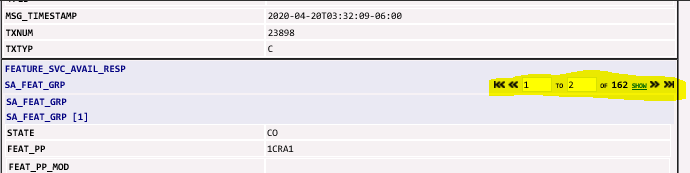 MSG_TIMESTAMP 2020-04-20T03:32:09-06:00
TXNUM 23898
TXTYP C
FEATURE_SVC_AVAIL_RESP
SA_FEAT_GRP 1 TO 2 OF 162 SHOW
SA_FEAT_GRP
SA_FEAT_GRP [1]
STATE CO
FEAT_PP 1CRA1
FEAT_PP_MOD